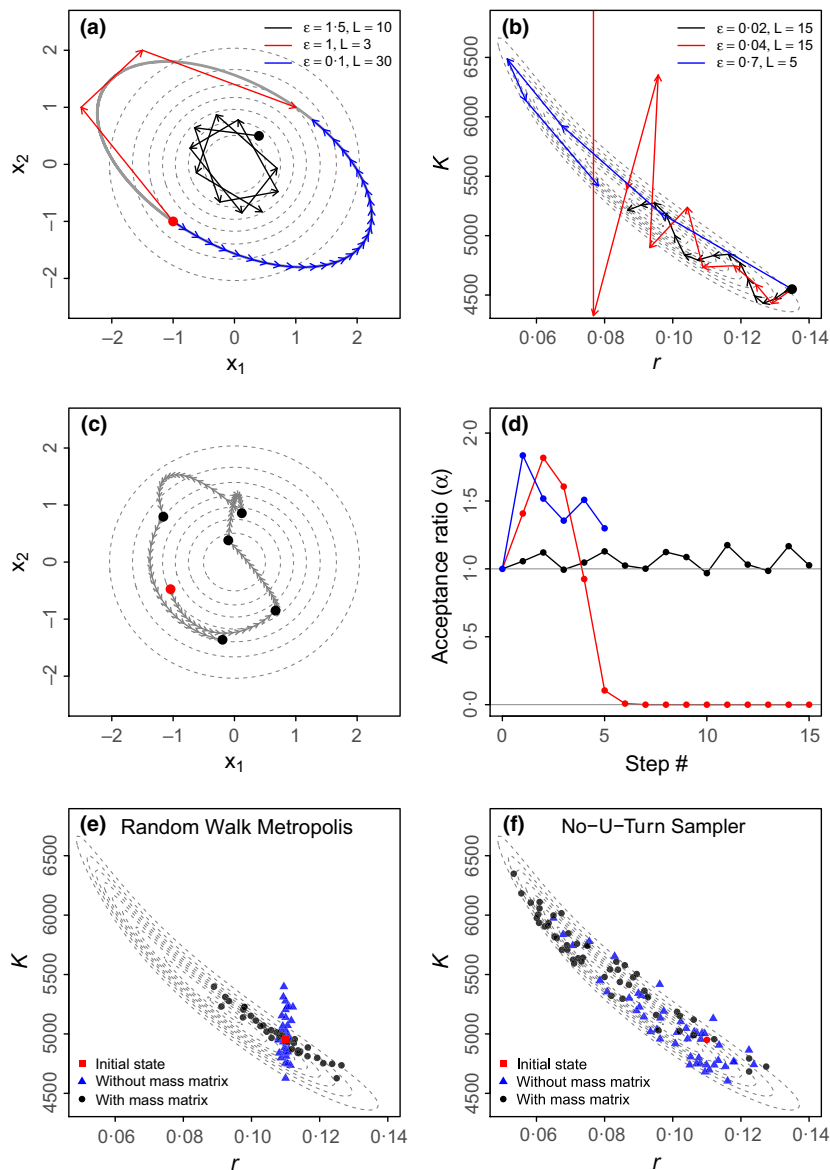 (a)
ε = 1·5, L = 10
ε = 1, L = 3
ε = 0·1, L = 30
2
1
0
−1
−2
x2
−2
−1
0
1
2
x1
(b)
ε = 0·02, L = 15
ε = 0·04, L = 15
ε = 0·7, L = 5
6500
6000
5500
5000
4500
K
0·06
0·08
0·10
0·12
0·14
r
(c)
2
1
0
−1
−2
x2
−2
−1
0
1
2
x1
(d)
2·0
1·5
1·0
0·5
0·0
Acceptance ratio (α)
0
5
10
15
Step #
(e) Random Walk Metropolis
6500
6000
5500
5000
4500
K
Initial state
Without mass matrix
With mass matrix
0·06
0·08
0·10
0·12
0·14
r
(f) No−U−Turn Sampler
6500
6000
5500
5000
4500
K
Initial state
Without mass matrix
With mass matrix
0·06
0·08
0·10
0·12
0·14
r